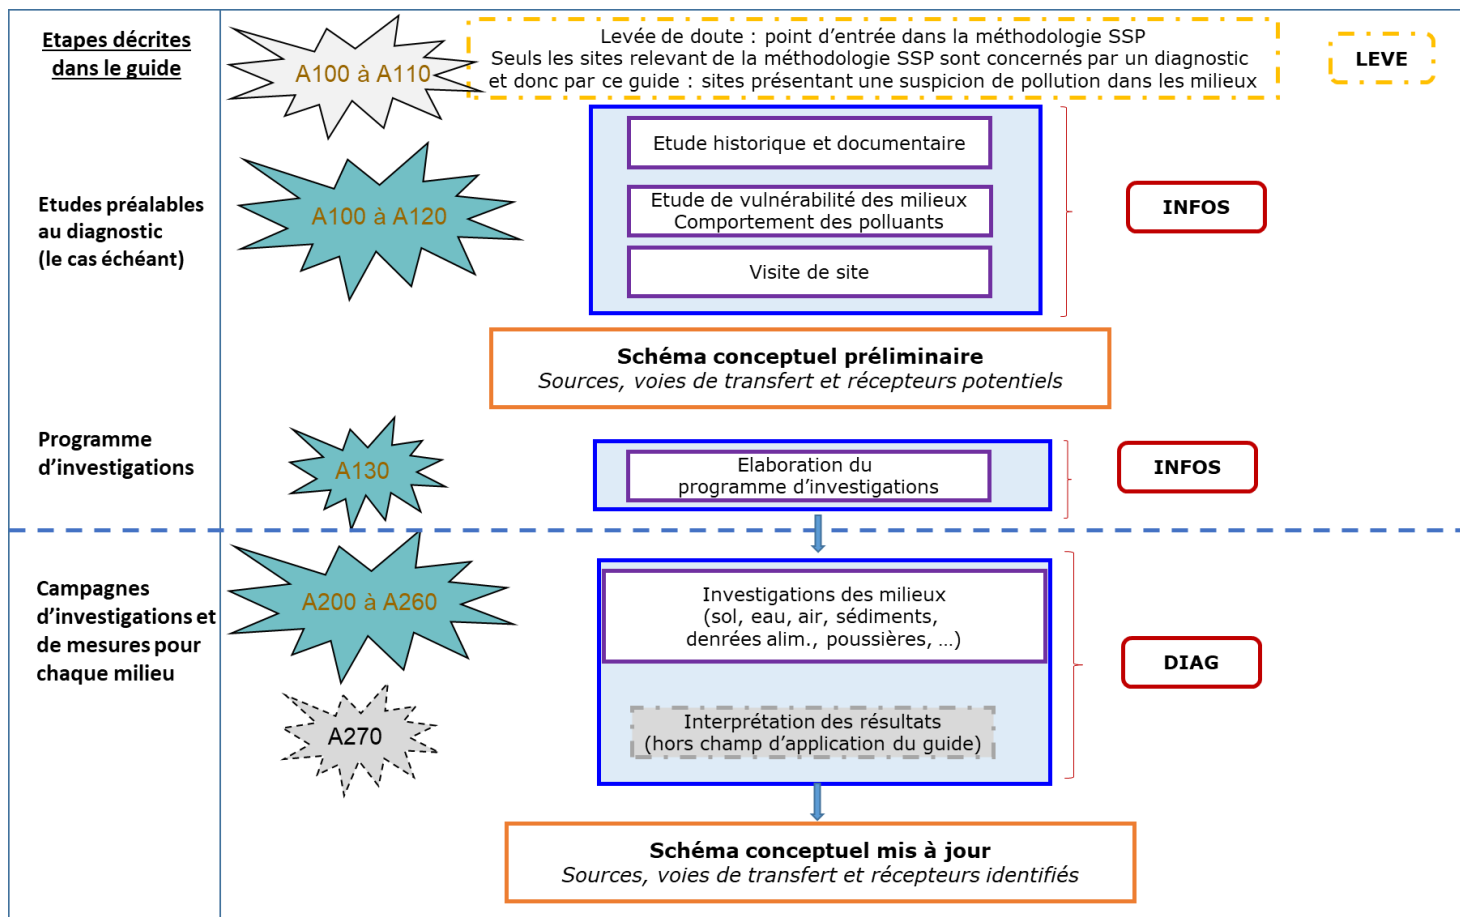 Etapes décrites
dans le guide
A100 à A110
Levée de doute : point d’entrée dans la méthodologie SSP
Seuls les sites relevant de la méthodologie SSP sont concernés par un diagnostic
et donc par ce guide : sites présentant une suspicion de pollution dans les milieux
LEVE
Etudes préalables
au diagnostic
(le cas échéant)
A100 à A120
Etude historique et documentaire
Etude de vulnérabilité des milieux
Comportement des polluants
Visite de site
INFOS
Schéma conceptuel préliminaire
Sources, voies de transfert et récepteurs potentiels
Programme
d’investigations
A130
Elaboration du
programme d’investigations
INFOS
Campagnes
d’investigations et
de mesures pour
chaque milieu
A200 à A260
Investigations des milieux
(sol, eau, air, sédiments,
denrées alim., poussières, …)
DIAG
A270
Interprétation des résultats
(hors champ d’application du guide)
Schéma conceptuel mis à jour
Sources, voies de transfert et récepteurs identifiés